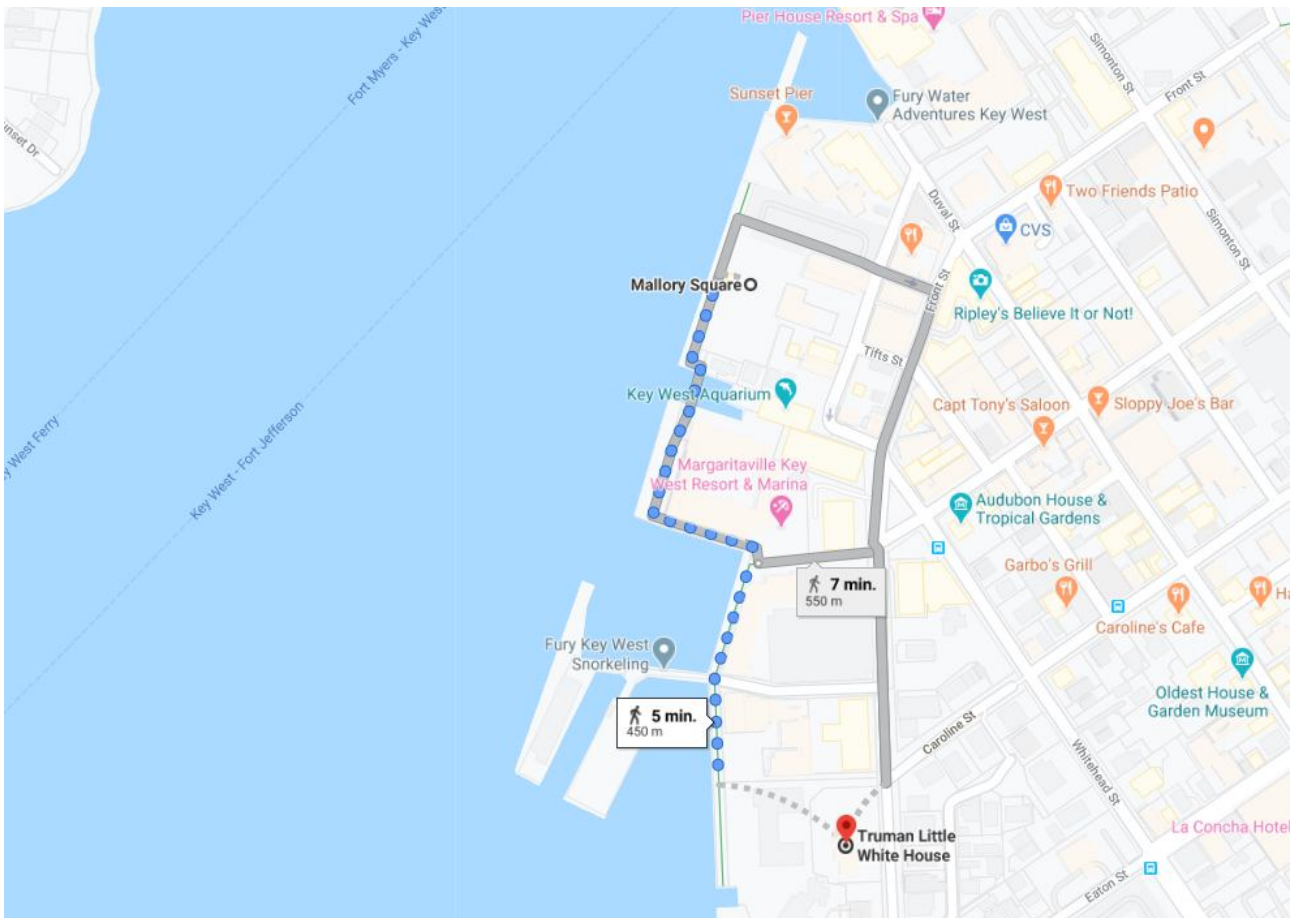 Pier House Resort & Spa
Simonton St
Front St
Fort Myers - Key West
Sunset Pier
Fury Water
Adventures Key West
Two Friends Patio
Duval St
CVS
Simonton St
Mallory Square
Front St
Ripley's Believe It or Not!
Tifts St
Key West Aquarium
Capt Tony's Saloon
Sloppy Joe's Bar
Key West - Fort Jefferson
West Ferry
Margaritaville Key
West Resort & Marina
Audubon House &
Tropical Gardens
Garbo's Grill
7 min.
550 m
Caroline's Cafe
Fury Key West
Snorkeling
Oldest House &
Garden Museum
5 min.
450 m
Caroline St
Whitehead St
Truman Little
White House
La Concha Hotel
Eaton St